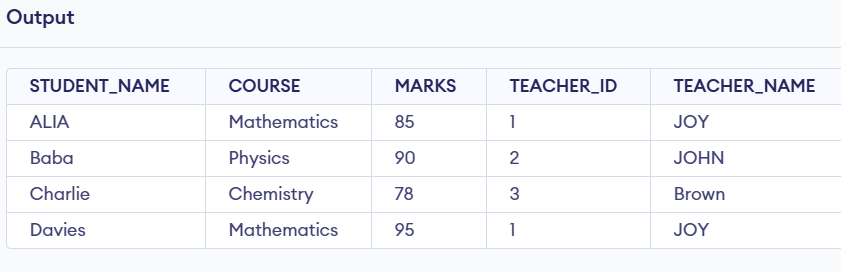 Output
STUDENT_NAME COURSE MARKS TEACHER_ID TEACHER_NAME
ALIA Mathematics 85 1 JOY
Baba Physics 90 2 JOHN
Charlie Chemistry 78 3 Brown
Davies Mathematics 95 1 JOY